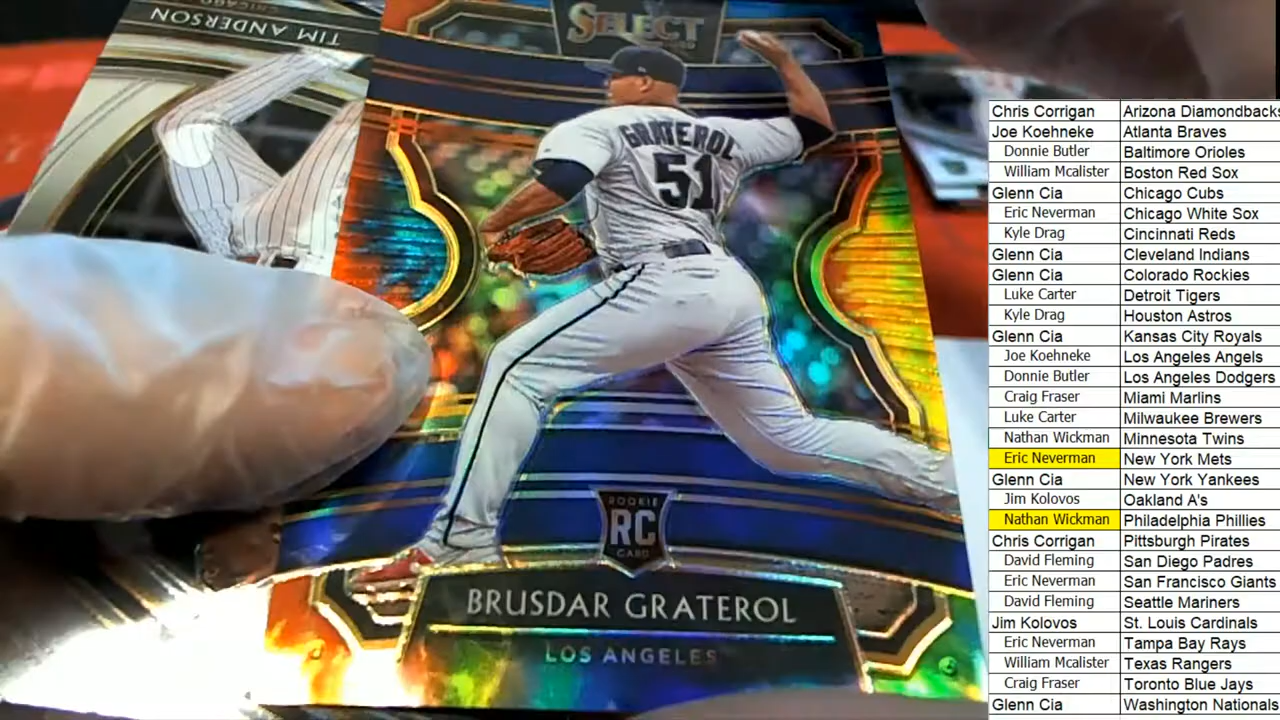 TIM ANDERSON
CHICAGO
SELECT
GRATEROL
51
ROOKIE
RC
CARD
BRUSDAR GRATEROL
LOS ANGELES
Chris Corrigan Arizona Diamondbacks
Joe Koehneke Atlanta Braves
Donnie Butler Baltimore Orioles
William Mcalister Boston Red Sox
Glenn Cia Chicago Cubs
Eric Neverman Chicago White Sox
Kyle Drag Cincinnati Reds
Glenn Cia Cleveland Indians
Glenn Cia Colorado Rockies
Luke Carter Detroit Tigers
Kyle Drag Houston Astros
Glenn Cia Kansas City Royals
Joe Koehneke Los Angeles Angels
Donnie Butler Los Angeles Dodgers
Craig Fraser Miami Marlins
Luke Carter Milwaukee Brewers
Nathan Wickman Minnesota Twins
Eric Neverman New York Mets
Glenn Cia New York Yankees
Jim Kolovos Oakland A's
Nathan Wickman Philadelphia Phillies
Chris Corrigan Pittsburgh Pirates
David Fleming San Diego Padres
Eric Neverman San Francisco Giants
David Fleming Seattle Mariners
Jim Kolovos St. Louis Cardinals
Eric Neverman Tampa Bay Rays
William Mcalister Texas Rangers
Craig Fraser Toronto Blue Jays
Glenn Cia Washington Nationals